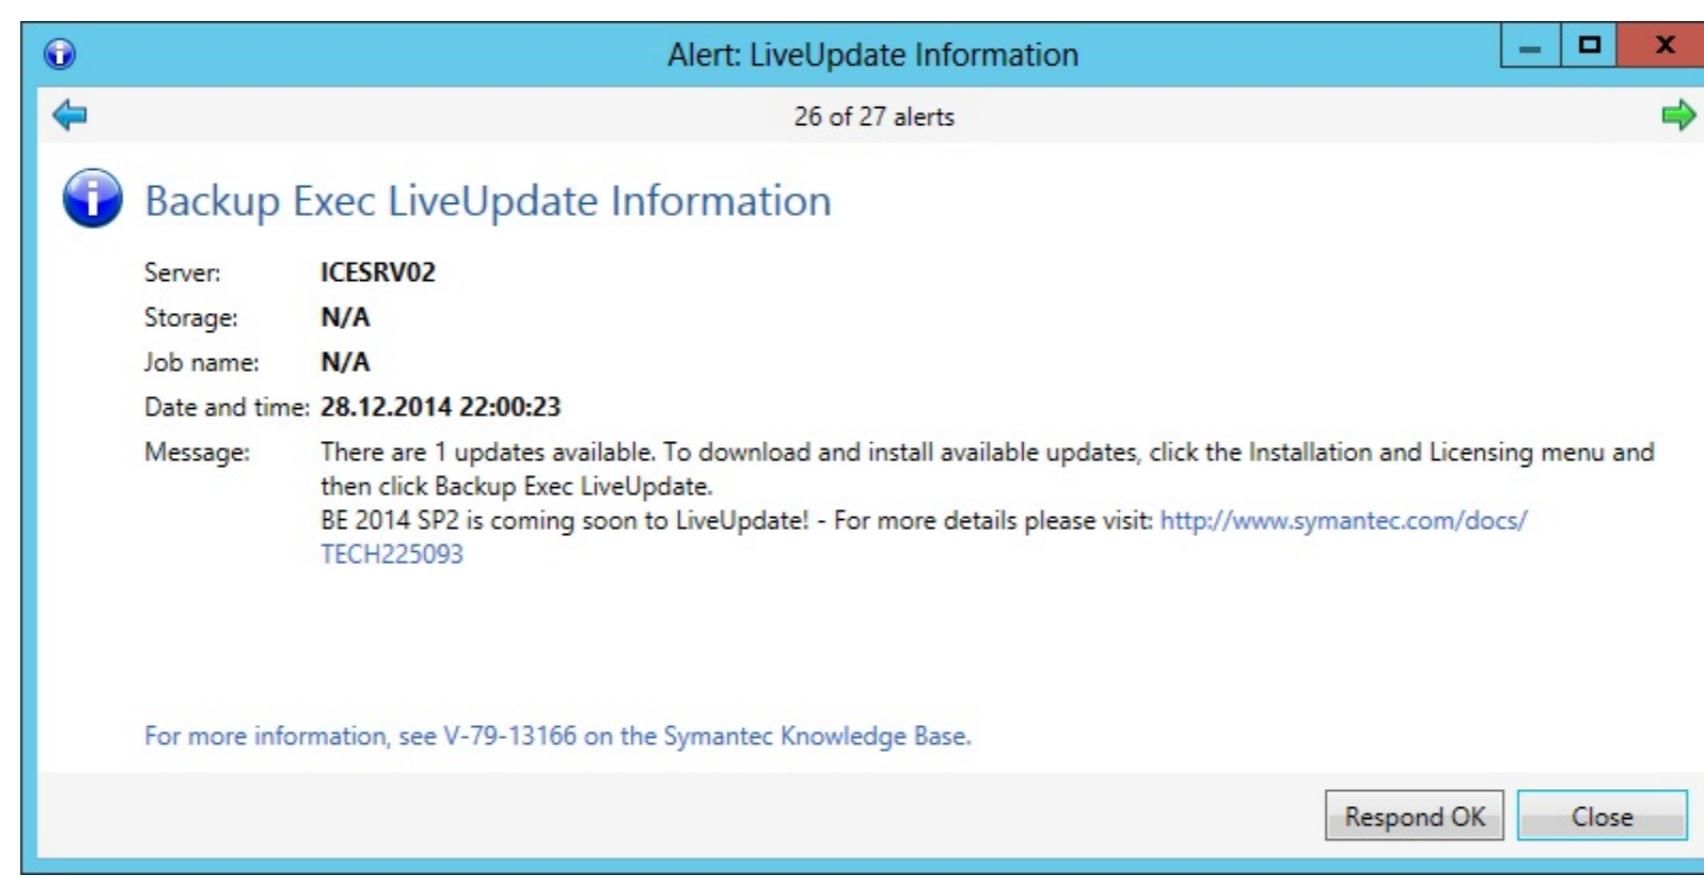 Alert: LiveUpdate Information
26 of 27 alerts
Backup Exec LiveUpdate Information
Server: ICESRV02
Storage: N/A
Job name: N/A
Date and time: 28.12.2014 22:00:23
Message: There are 1 updates available. To download and install available updates, click the Installation and Licensing menu and
then click Backup Exec LiveUpdate.
BE 2014 SP2 is coming soon to LiveUpdate! - For more details please visit: http://www.symantec.com/docs/
TECH225093
For more information, see V-79-13166 on the Symantec Knowledge Base.
Respond OK Close